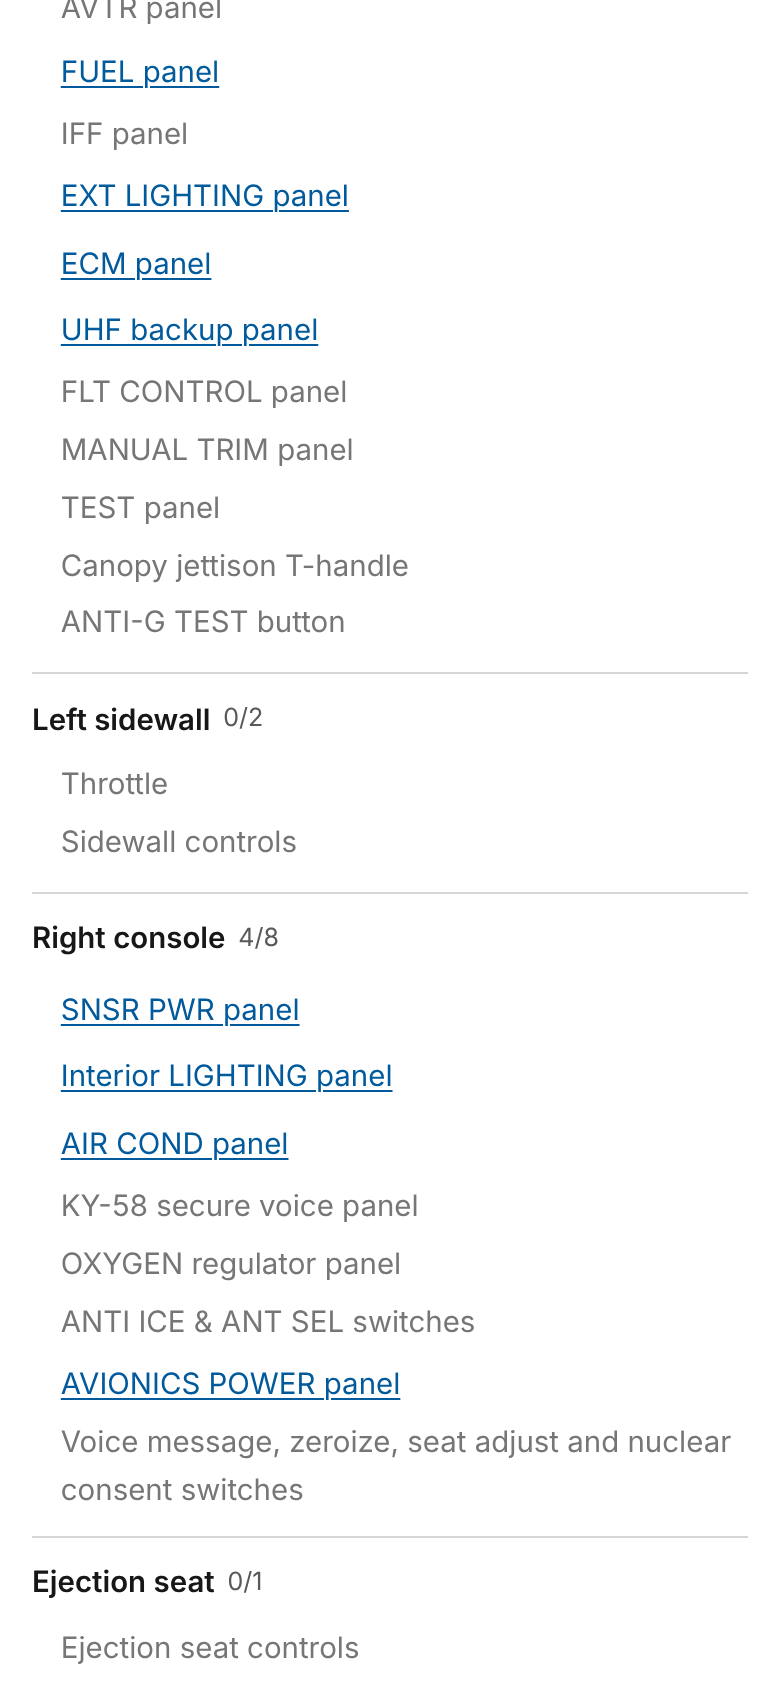 AVTR panel
FUEL panel
IFF panel
EXT LIGHTING panel
ECM panel
UHF backup panel
FLT CONTROL panel
MANUAL TRIM panel
TEST panel
Canopy jettison T-handle
ANTI-G TEST button
Left sidewall 0/2
Throttle
Sidewall controls
Right console 4/8
SNSR PWR panel
Interior LIGHTING panel
AIR COND panel
KY-58 secure voice panel
OXYGEN regulator panel
ANTI ICE & ANT SEL switches
AVIONICS POWER panel
Voice message, zeroize, seat adjust and nuclear
consent switches
Ejection seat 0/1
Ejection seat controls